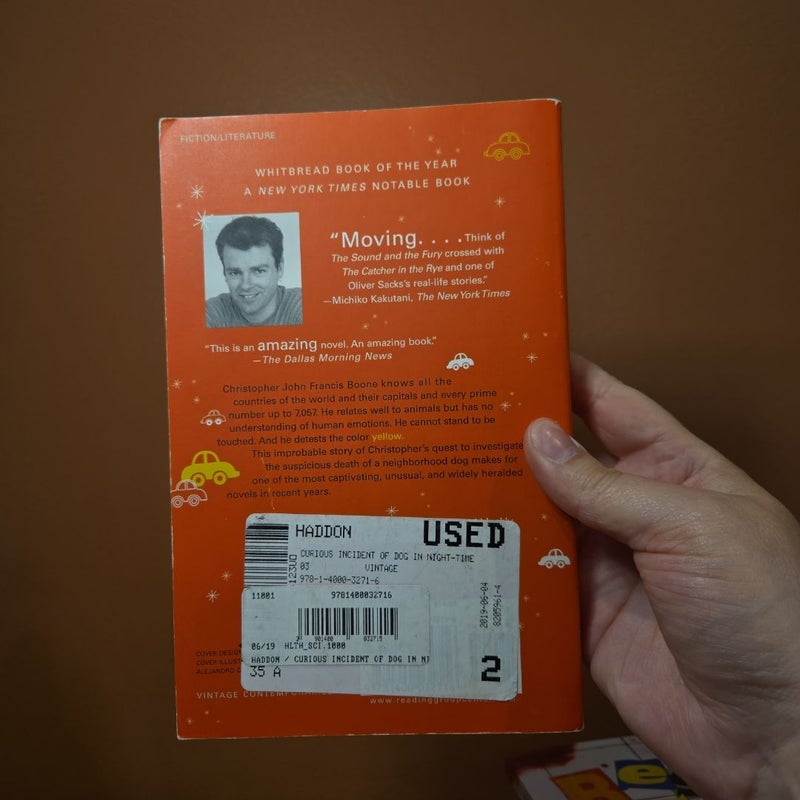 FICTION/LITERATURE
WHITBREAD BOOK OF THE YEAR
A NEW YORK TIMES NOTABLE BOOK
“Moving. . . . Think of
The Sound and the Fury crossed with
The Catcher in the Rye and one of
Oliver Sacks's real-life stories.”
—Michiko Kakutani, The New York Times
“This is an amazing novel. An amazing book.”
—The Dallas Morning News
Christopher John Francis Boone knows all the
countries of the world and their capitals and every prime
number up to 7,057. He relates well to animals but has no
understanding of human emotions. He cannot stand to be
touched. And he detests the color yellow.
This improbable story of Christopher's quest to investigate
the suspicious death of a neighborhood dog makes for
one of the most captivating, unusual, and widely heralded
novels in recent years.
HADDON USED
CURIOUS INCIDENT OF DOG IN NIGHT-TIME
03 VINTAGE
978-1-4000-3271-6
11001 9781400032716
2019-06-04
8205961-4
06/19 HLTH_SCI.1000
HADDON / CURIOUS INCIDENT OF DOG IN
35 A
2
COVER
COVER
ALEJANDRO
VINTAGE